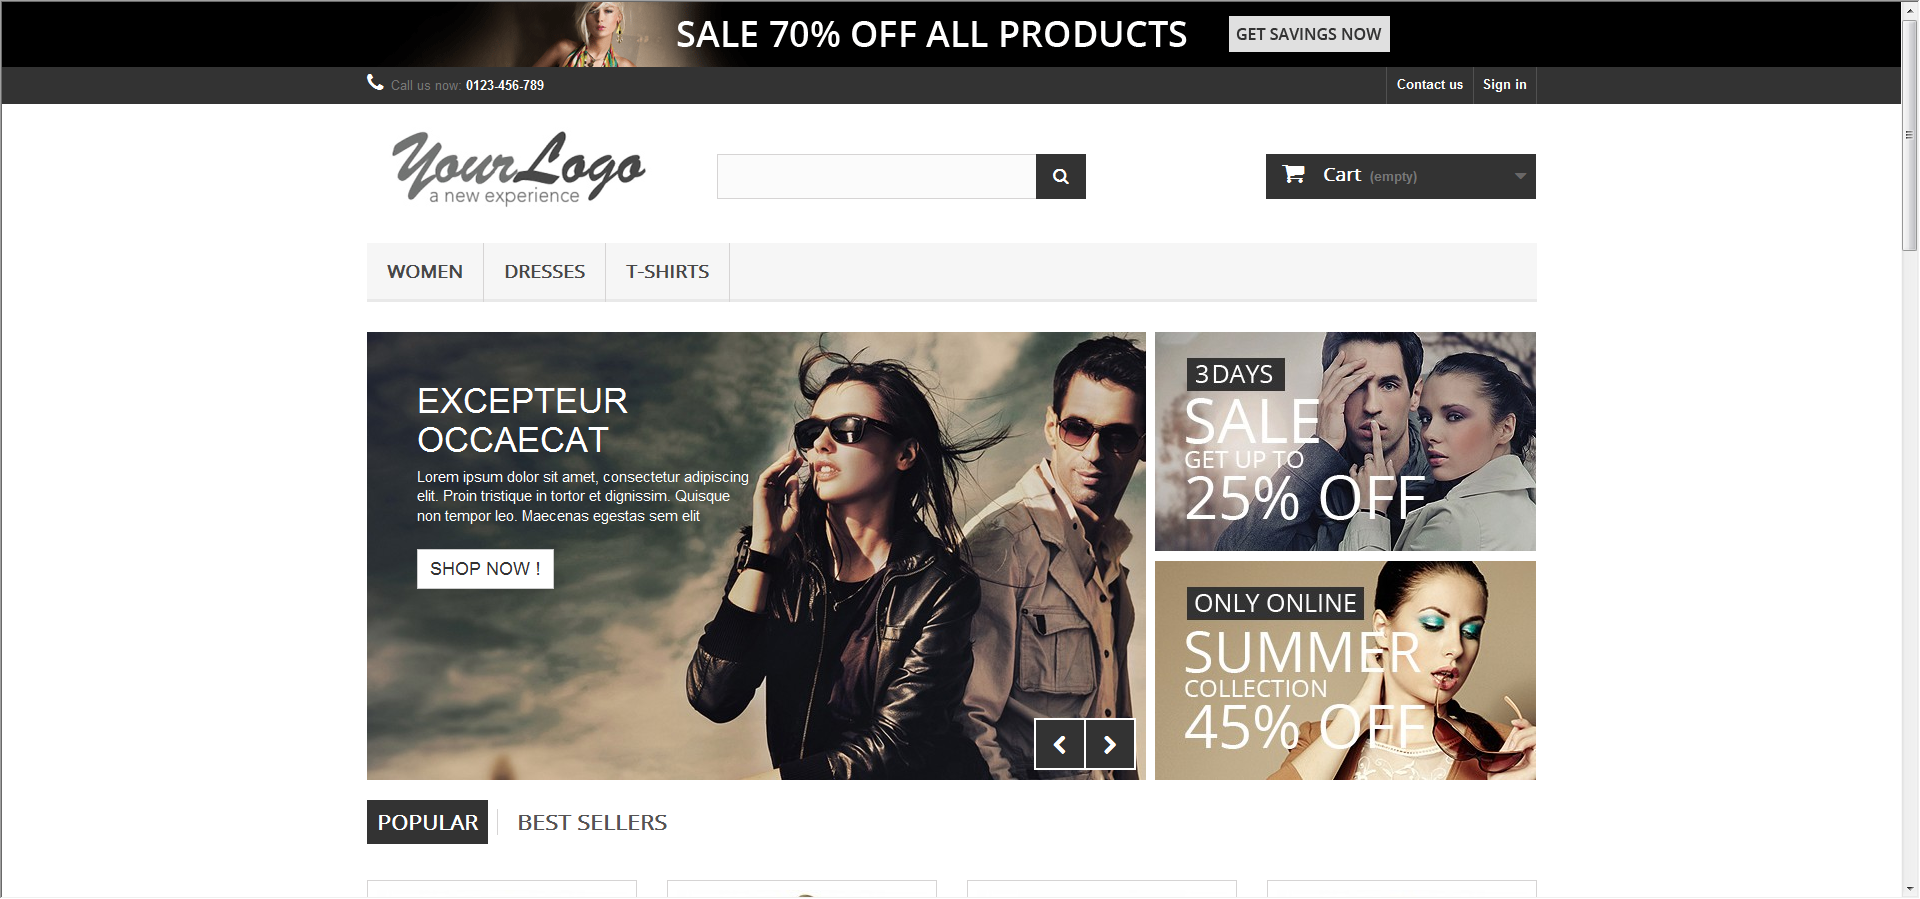 SALE 70% OFF ALL PRODUCTS
GET SAVINGS NOW
Call us now: 0123-456-789
Contact us
Sign in
YourLogo
a new experience
Cart (empty)
WOMEN
DRESSES
T-SHIRTS
EXCEPTEUR
OCCAECAT
Lorem ipsum dolor sit amet, consectetur adipiscing
elit. Proin tristique in tortor et dignissim. Quisque
non tempor leo. Maecenas egestas sem elit
SHOP NOW !
3DAYS
SALE
GET UP TO
25% OFF
ONLY ONLINE
SUMMER
COLLECTION
45% OFF
POPULAR
BEST SELLERS